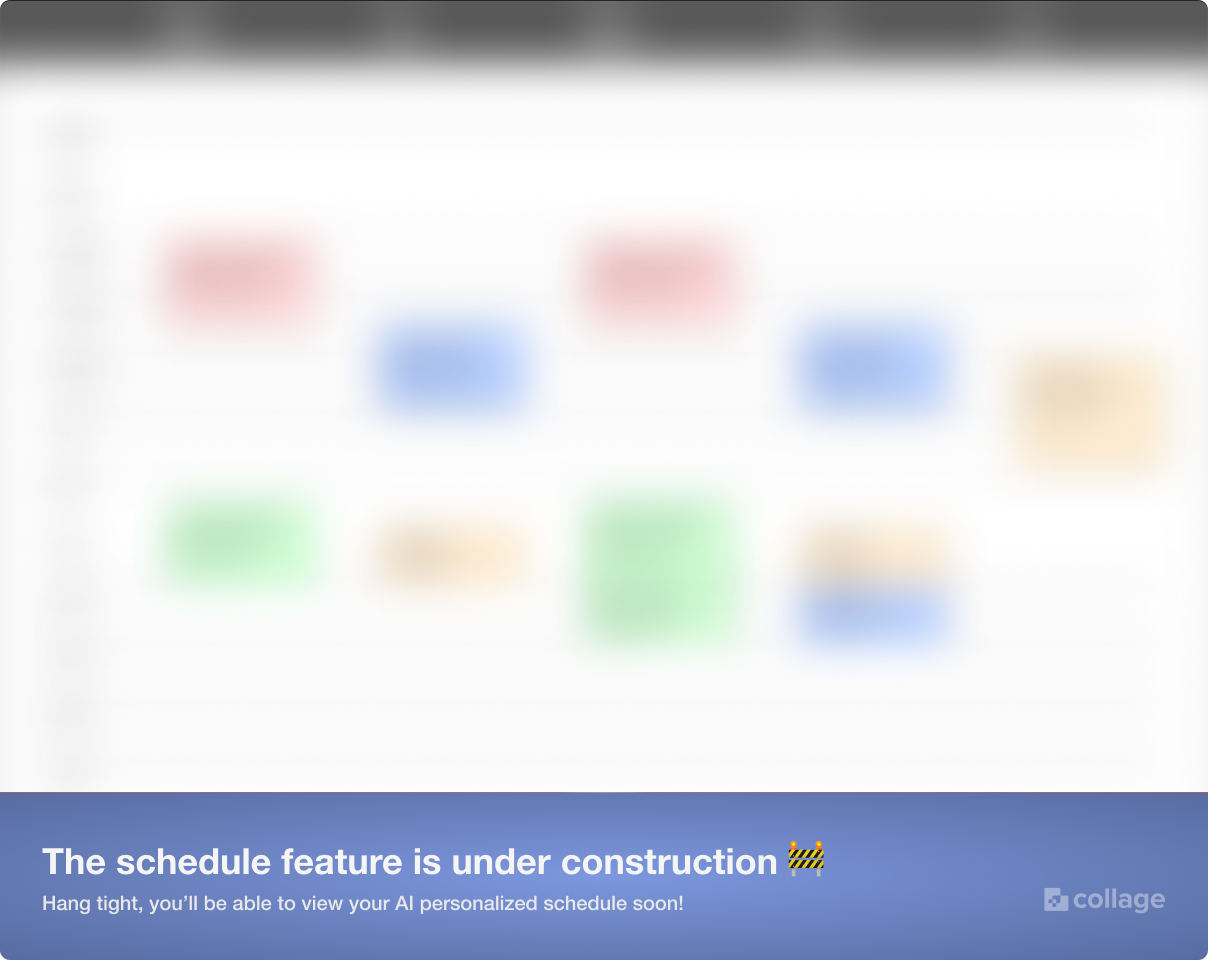 The schedule feature is under construction 🚧
Hang tight, you’ll be able to view your AI personalized schedule soon!
collage